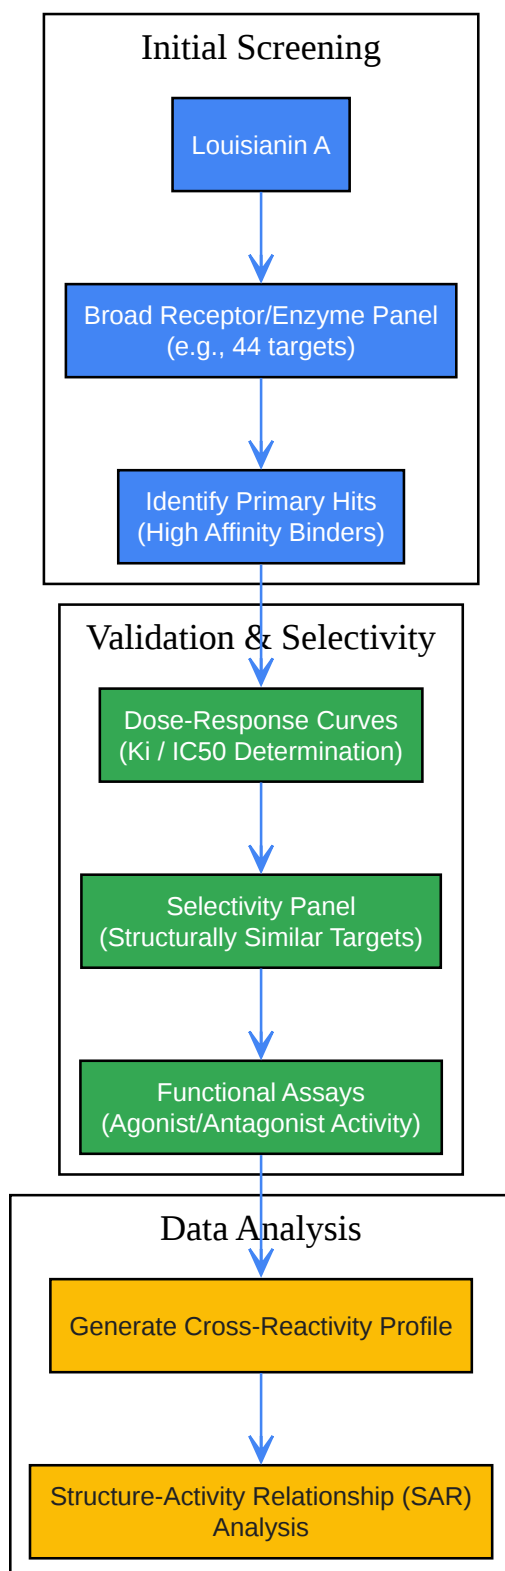 Initial Screening
Louisianin A
Broad Receptor/Enzyme Panel
(e.g., 44 targets)
Identify Primary Hits
(High Affinity Binders)
Validation & Selectivity
Dose-Response Curves
(Ki / IC50 Determination)
Selectivity Panel
(Structurally Similar Targets)
Functional Assays
(Agonist/Antagonist Activity)
Data Analysis
Generate Cross-Reactivity Profile
Structure-Activity Relationship (SAR)
Analysis